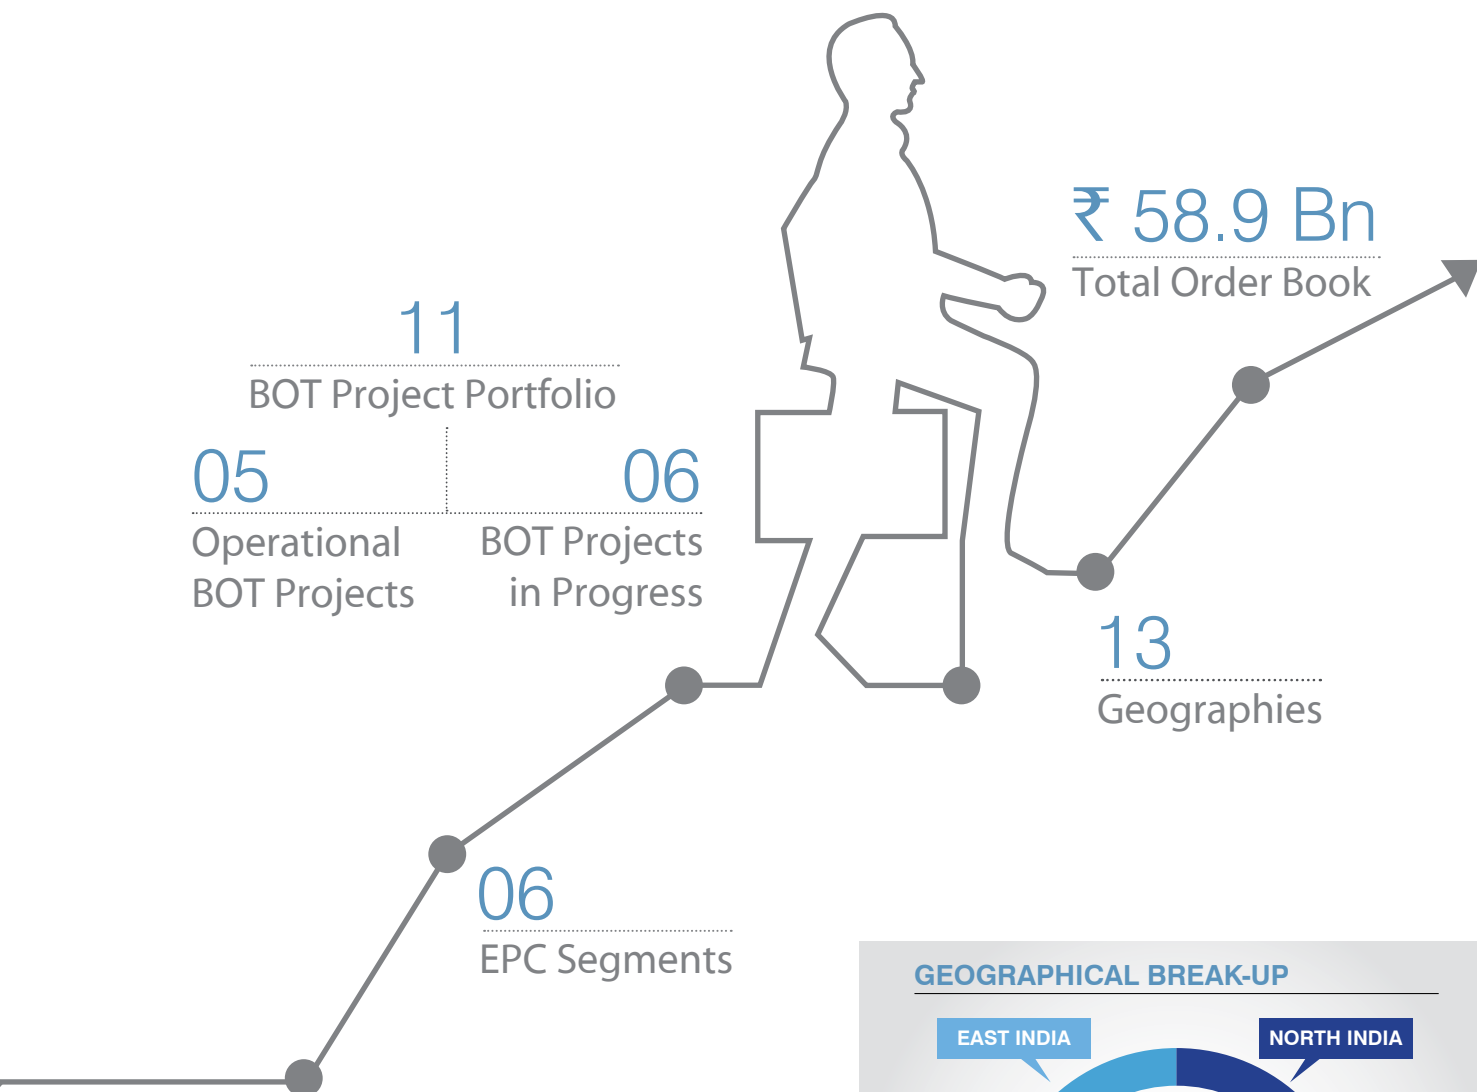 ₹ 58.9 Bn
Total Order Book
11
BOT Project Portfolio
05
Operational
BOT Projects
06
BOT Projects
in Progress
13
Geographies
06
EPC Segments
GEOGRAPHICAL BREAK-UP
EAST INDIA
NORTH INDIA